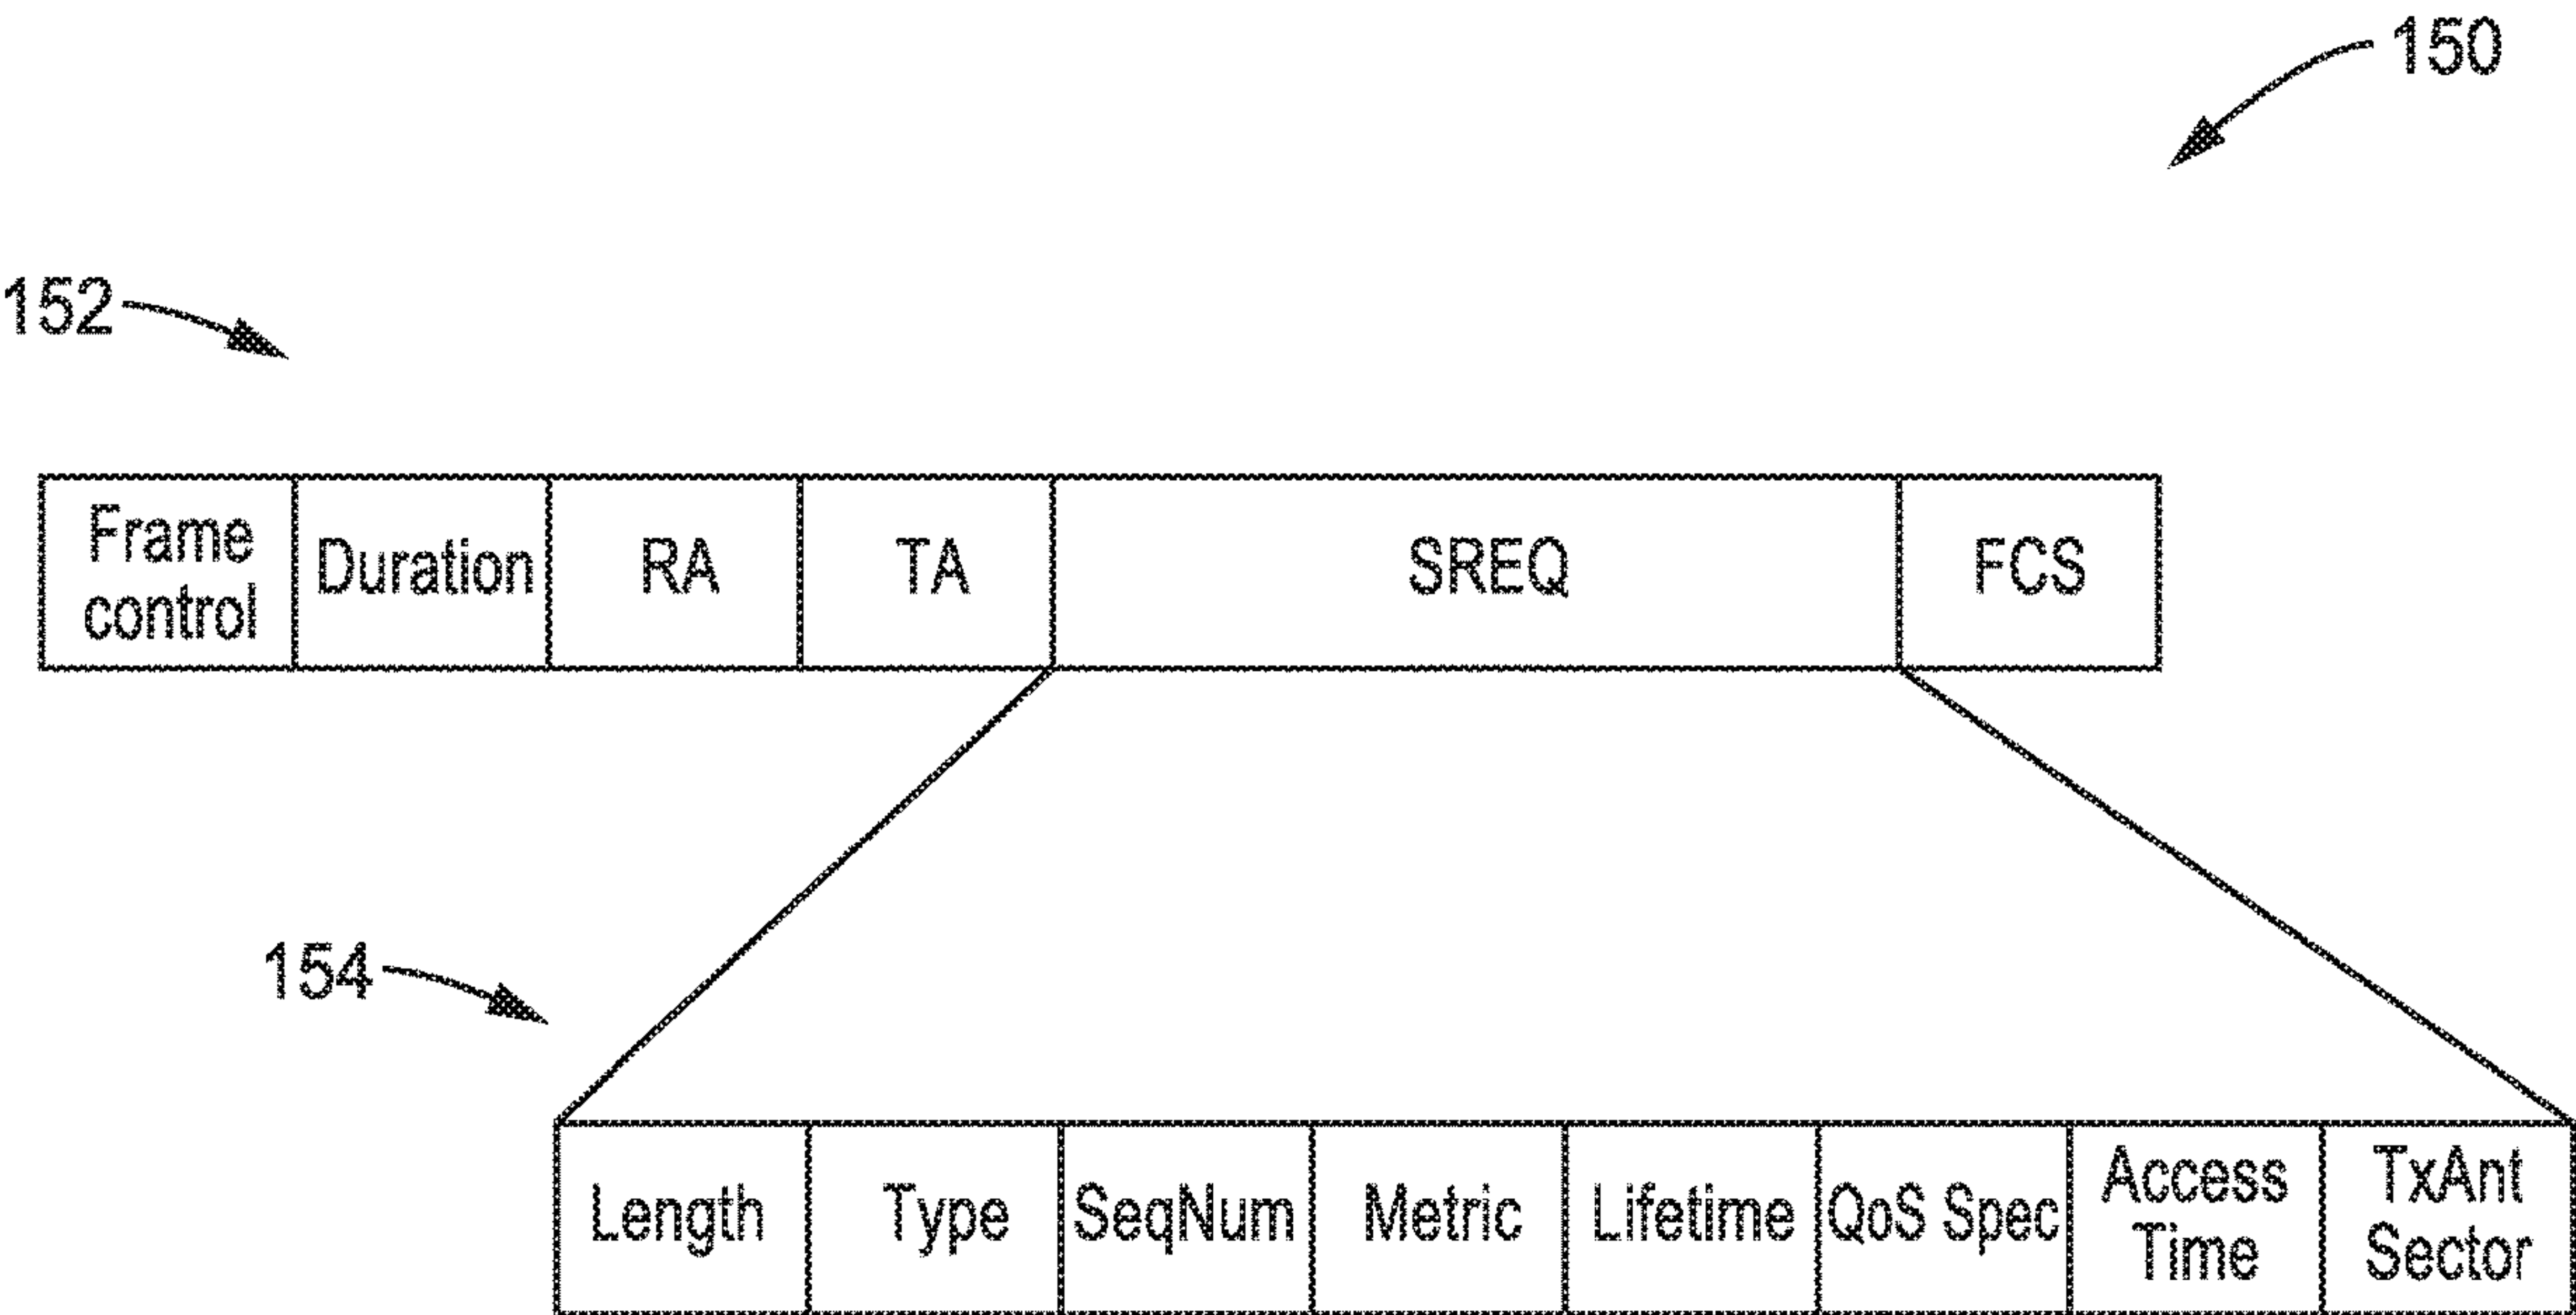 150
152
Frame control Duration RA TA SREQ FCS
154
Length Type SeqNum Metric Lifetime QoS Spec Access Time TxAnt Sector